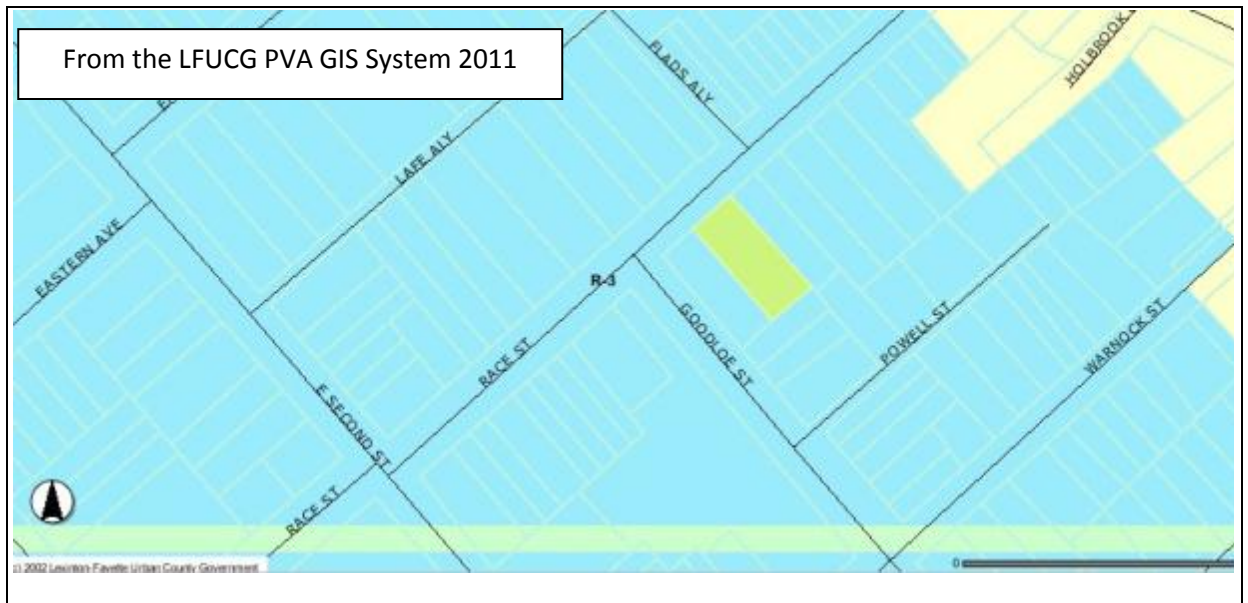 From the LFUCG PVA GIS System 2011
FLADS ALY
HOLBROOK
LAFE ALY
EASTERN AVE
R-3
RACE ST
GOODLOE ST
POWELL ST
WARNOCK ST
E SECOND ST
RACE ST
2002 Lexinton-Fayette Urban County Government
0